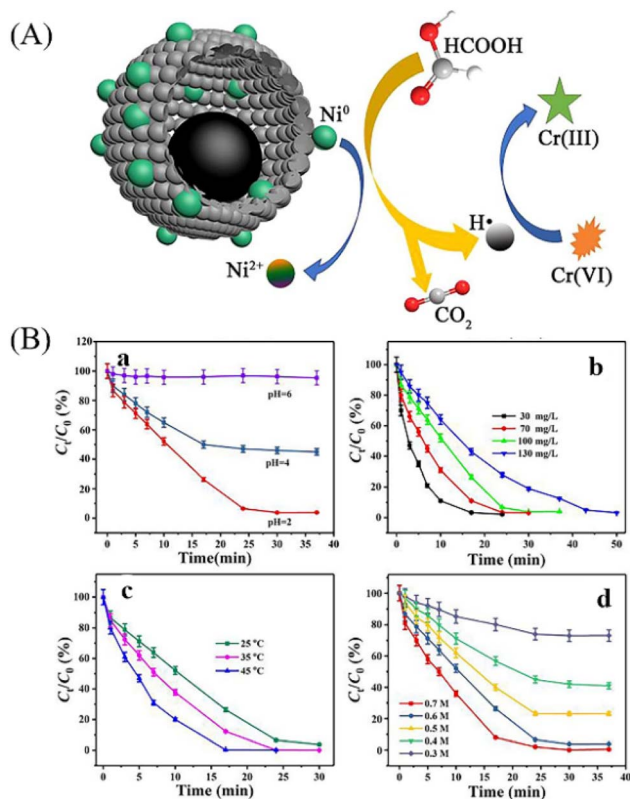 (A)
HCOOH
Ni⁰
Cr(III)
H•
Ni²⁺
Cr(VI)
CO₂
(B)
a
Cₜ/C₀ (%)
120
100
80
60
40
20
0
pH=6
pH=4
pH=2
0 5 10 15 20 25 30 35 40
Time(min)
b
Cₜ/C₀ (%)
100
80
60
40
20
0
30 mg/L
70 mg/L
100 mg/L
130 mg/L
0 10 20 30 40 50
Time (min)
c
Cₜ/C₀ (%)
120
100
80
60
40
20
0
25 °C
35 °C
45 °C
0 5 10 15 20 25 30
Time (min)
d
Cₜ/C₀ (%)
120
100
80
60
40
20
0
0.7 M
0.6 M
0.5 M
0.4 M
0.3 M
0 5 10 15 20 25 30 35
Time (min)